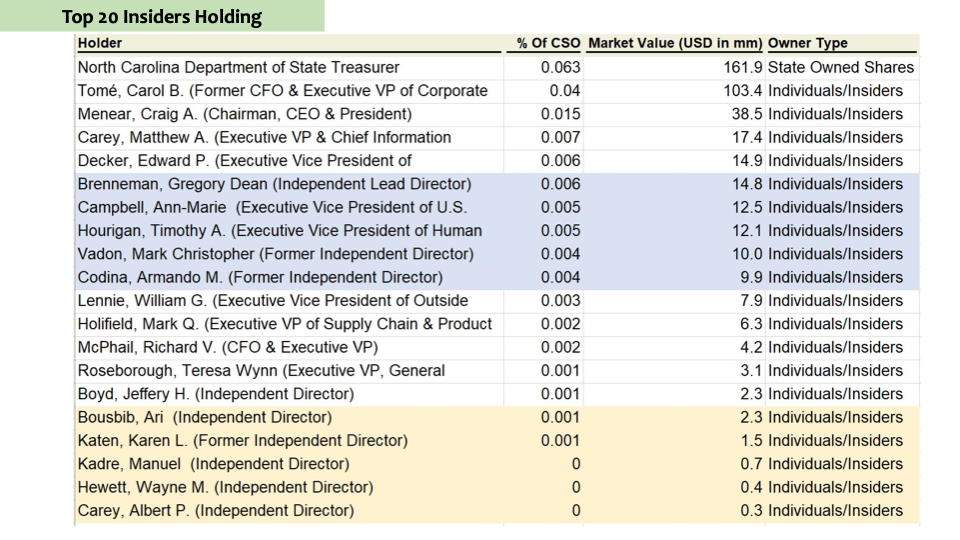 Top 20 Insiders Holding
Holder % Of CSO Market Value (USD in mm) Owner Type
North Carolina Department of State Treasurer 0.063 161.9 State Owned Shares
Tomé, Carol B. (Former CFO & Executive VP of Corporate 0.04 103.4 Individuals/Insiders
Menear, Craig A. (Chairman, CEO & President) 0.015 38.5 Individuals/Insiders
Carey, Matthew A. (Executive VP & Chief Information 0.007 17.4 Individuals/Insiders
Decker, Edward P. (Executive Vice President of 0.006 14.9 Individuals/Insiders
Brenneman, Gregory Dean (Independent Lead Director) 0.006 14.8 Individuals/Insiders
Campbell, Ann-Marie (Executive Vice President of U.S. 0.005 12.5 Individuals/Insiders
Hourigan, Timothy A. (Executive Vice President of Human 0.005 12.1 Individuals/Insiders
Vadon, Mark Christopher (Former Independent Director) 0.004 10.0 Individuals/Insiders
Codina, Armando M. (Former Independent Director) 0.004 9.9 Individuals/Insiders
Lennie, William G. (Executive Vice President of Outside 0.003 7.9 Individuals/Insiders
Holifield, Mark Q. (Executive VP of Supply Chain & Product 0.002 6.3 Individuals/Insiders
McPhail, Richard V. (CFO & Executive VP) 0.002 4.2 Individuals/Insiders
Roseborough, Teresa Wynn (Executive VP, General 0.001 3.1 Individuals/Insiders
Boyd, Jeffery H. (Independent Director) 0.001 2.3 Individuals/Insiders
Bousbib, Ari (Independent Director) 0.001 2.3 Individuals/Insiders
Katen, Karen L. (Former Independent Director) 0.001 1.5 Individuals/Insiders
Kadre, Manuel (Independent Director) 0 0.7 Individuals/Insiders
Hewett, Wayne M. (Independent Director) 0 0.4 Individuals/Insiders
Carey, Albert P. (Independent Director) 0 0.3 Individuals/Insiders